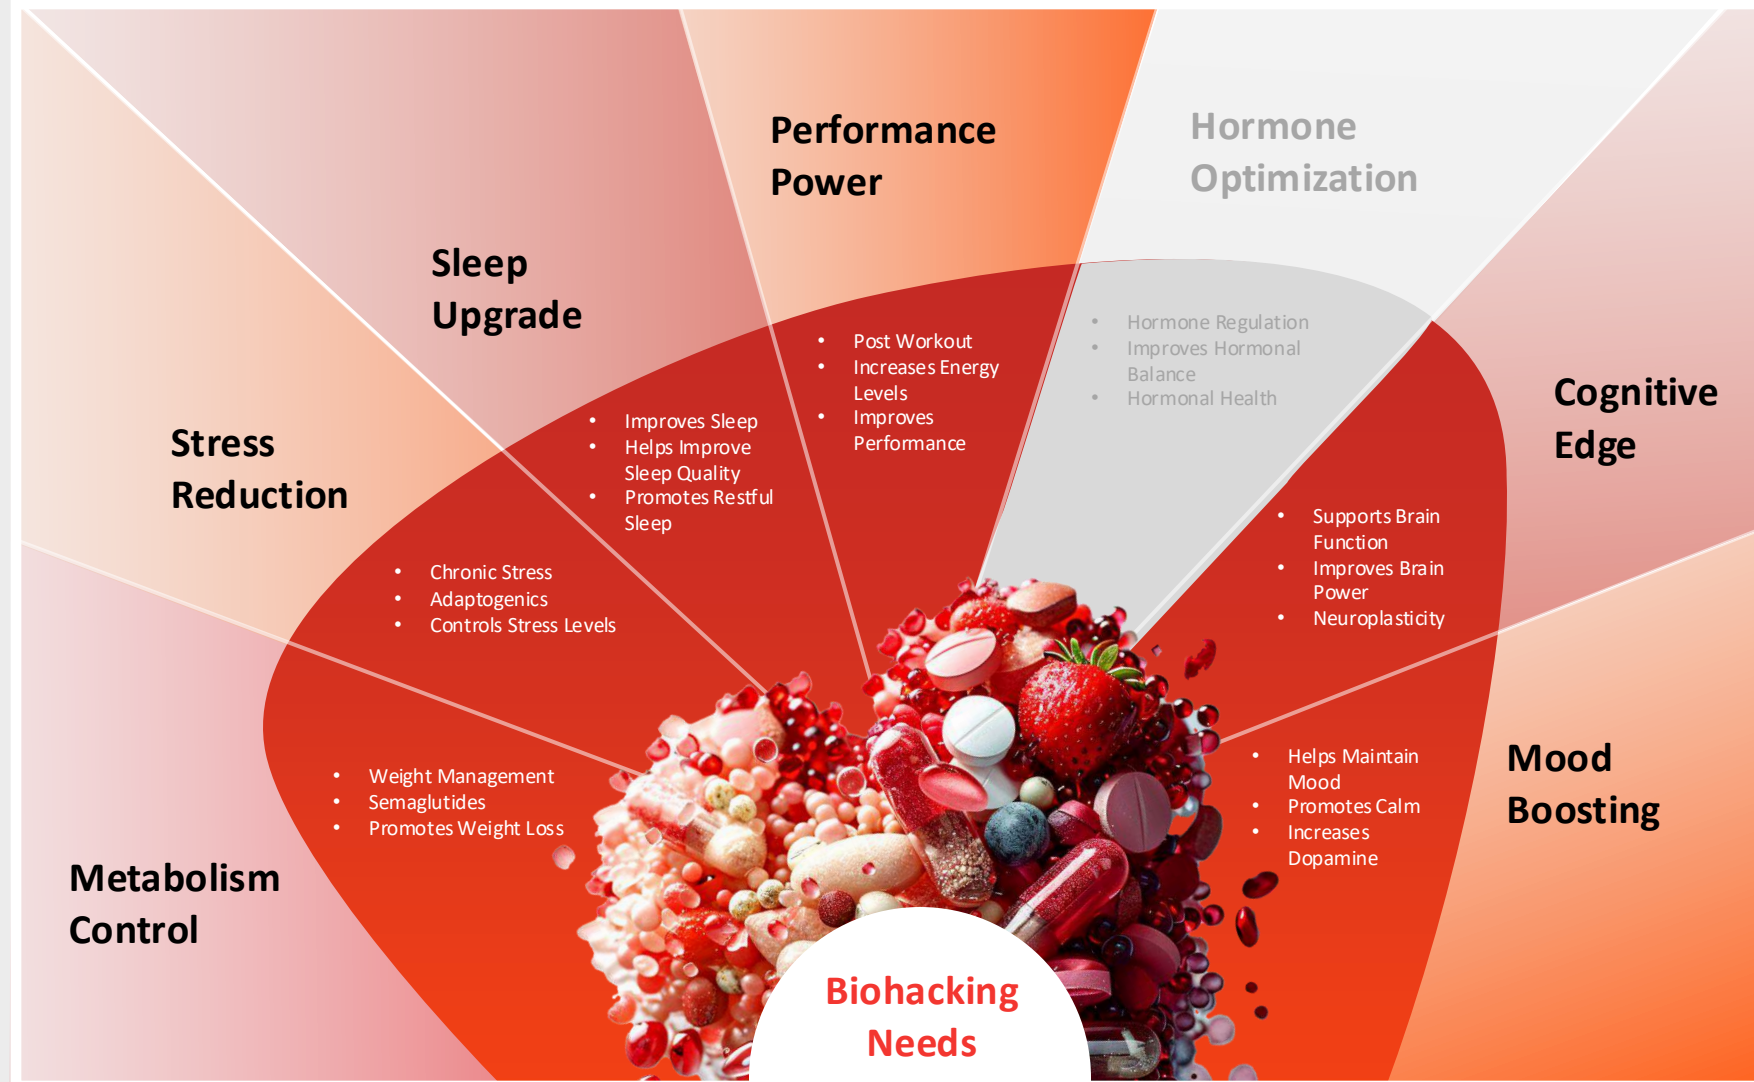 Performance
Power
• Post Workout
• Increases Energy
Levels
• Improves
Performance
Hormone
Optimization
• Hormone Regulation
• Improves Hormonal
Balance
• Hormonal Health
Sleep
Upgrade
• Improves Sleep
• Helps Improve
Sleep Quality
• Promotes Restful
Sleep
Cognitive
Edge
• Supports Brain
Function
• Improves Brain
Power
• Neuroplasticity
Stress
Reduction
• Chronic Stress
• Adaptogenics
• Controls Stress Levels
Mood
Boosting
• Helps Maintain
Mood
• Promotes Calm
• Increases
Dopamine
Metabolism
Control
• Weight Management
• Semaglutides
• Promotes Weight Loss
Biohacking
Needs